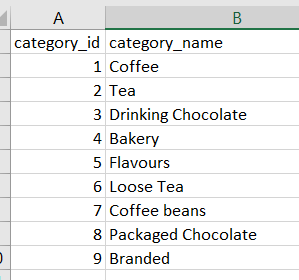 A B
category_id category_name
1 Coffee
2 Tea
3 Drinking Chocolate
4 Bakery
5 Flavours
6 Loose Tea
7 Coffee beans
8 Packaged Chocolate
9 Branded